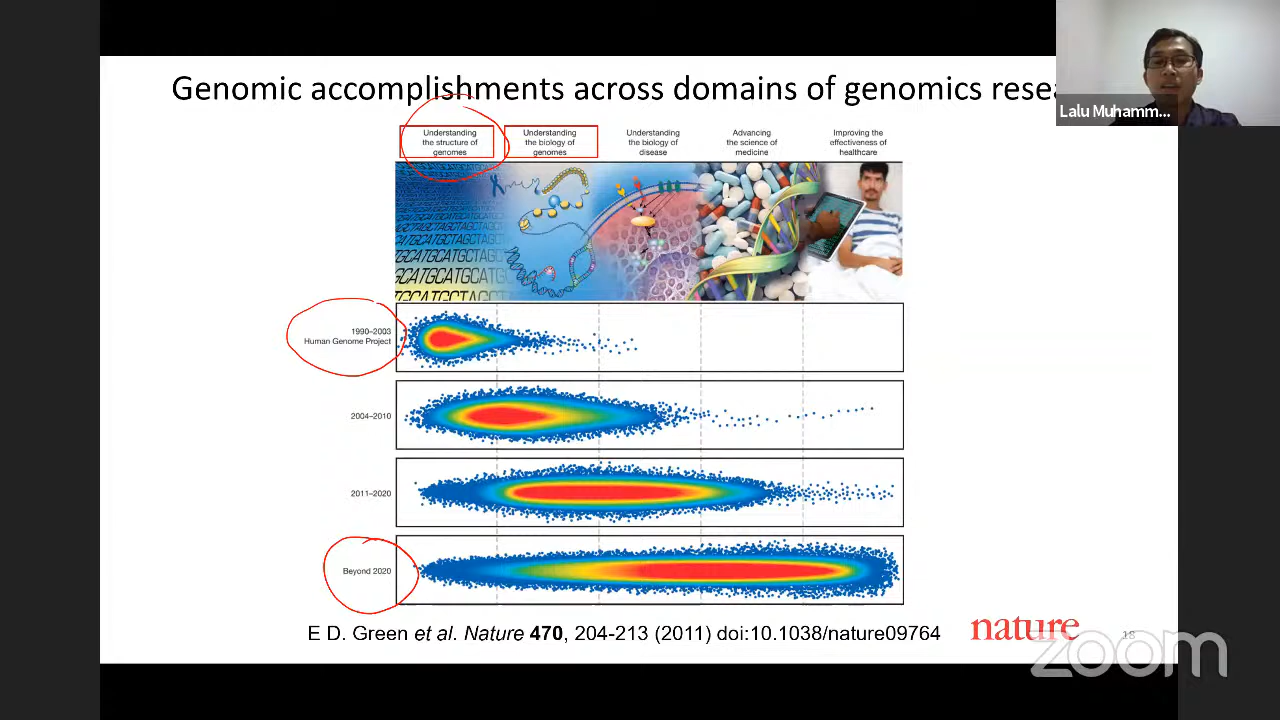 Genomic accomplishments across domains of genomics resea
Lalu Muhamm...
Understanding
the structure of
genomes
Understanding
the biology of
genomes
Understanding
the biology of
disease
Advancing
the science of
medicine
Improving the
effectiveness of
healthcare
1990–2003
Human Genome Project
2004–2010
2011–2020
Beyond 2020
E D. Green et al. Nature 470, 204-213 (2011) doi:10.1038/nature09764
nature
18
zoom